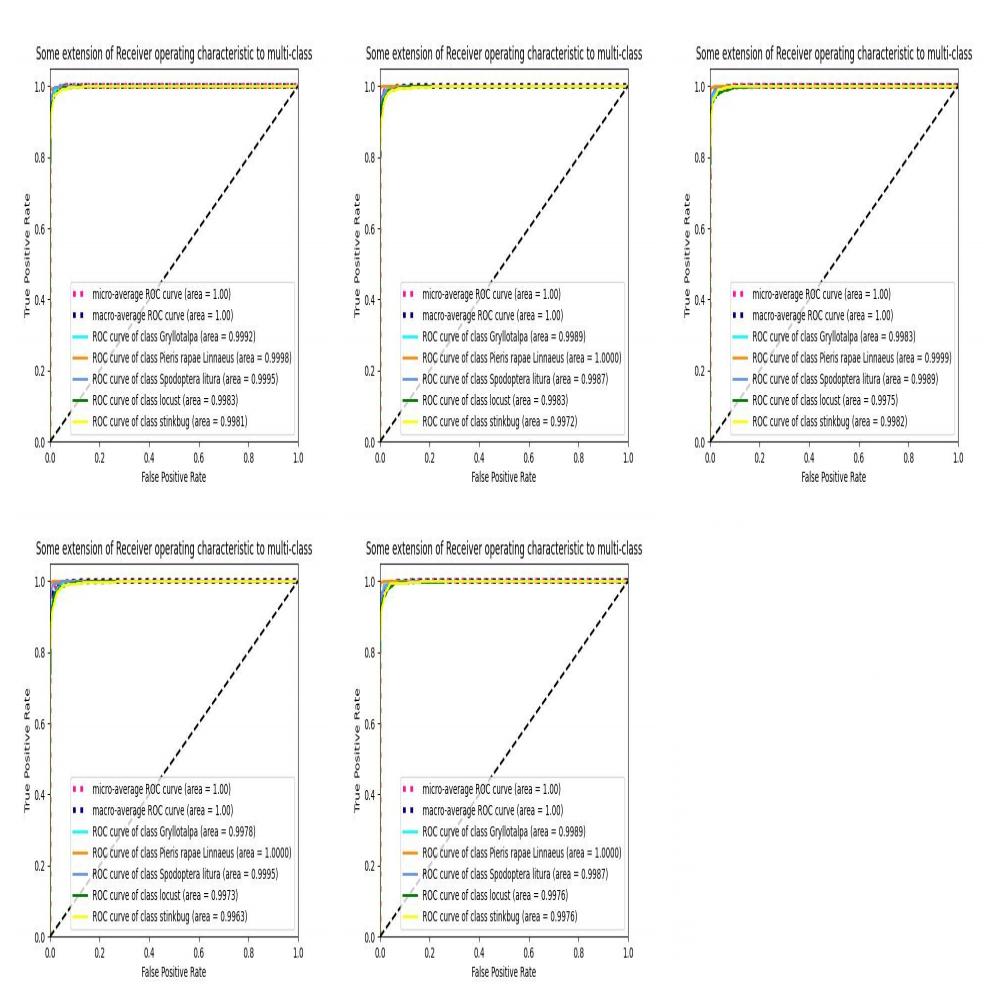 Some extension of Receiver operating characteristic to multi-class
True Positive Rate
1.0
0.8
0.6
0.4
0.2
0.0
micro-average ROC curve (area = 1.00)
macro-average ROC curve (area = 1.00)
ROC curve of class Gryllotalpa (area = 0.9992)
ROC curve of class Pieris rapae Linnaeus (area = 0.9998)
ROC curve of class Spodoptera litura (area = 0.9995)
ROC curve of class locust (area = 0.9983)
ROC curve of class stinkbug (area = 0.9981)
0.0 0.2 0.4 0.6 0.8 1.0
False Positive Rate
Some extension of Receiver operating characteristic to multi-class
True Positive Rate
1.0
0.8
0.6
0.4
0.2
0.0
micro-average ROC curve (area = 1.00)
macro-average ROC curve (area = 1.00)
ROC curve of class Gryllotalpa (area = 0.9989)
ROC curve of class Pieris rapae Linnaeus (area = 1.0000)
ROC curve of class Spodoptera litura (area = 0.9987)
ROC curve of class locust (area = 0.9983)
ROC curve of class stinkbug (area = 0.9972)
0.0 0.2 0.4 0.6 0.8 1.0
False Positive Rate
Some extension of Receiver operating characteristic to multi-class
True Positive Rate
1.0
0.8
0.6
0.4
0.2
0.0
micro-average ROC curve (area = 1.00)
macro-average ROC curve (area = 1.00)
ROC curve of class Gryllotalpa (area = 0.9983)
ROC curve of class Pieris rapae Linnaeus (area = 0.9999)
ROC curve of class Spodoptera litura (area = 0.9989)
ROC curve of class locust (area = 0.9975)
ROC curve of class stinkbug (area = 0.9982)
0.0 0.2 0.4 0.6 0.8 1.0
False Positive Rate
Some extension of Receiver operating characteristic to multi-class
True Positive Rate
1.0
0.8
0.6
0.4
0.2
0.0
micro-average ROC curve (area = 1.00)
macro-average ROC curve (area = 1.00)
ROC curve of class Gryllotalpa (area = 0.9978)
ROC curve of class Pieris rapae Linnaeus (area = 1.0000)
ROC curve of class Spodoptera litura (area = 0.9995)
ROC curve of class locust (area = 0.9973)
ROC curve of class stinkbug (area = 0.9963)
0.0 0.2 0.4 0.6 0.8 1.0
False Positive Rate
Some extension of Receiver operating characteristic to multi-class
True Positive Rate
1.0
0.8
0.6
0.4
0.2
0.0
micro-average ROC curve (area = 1.00)
macro-average ROC curve (area = 1.00)
ROC curve of class Gryllotalpa (area = 0.9989)
ROC curve of class Pieris rapae Linnaeus (area = 1.0000)
ROC curve of class Spodoptera litura (area = 0.9987)
ROC curve of class locust (area = 0.9976)
ROC curve of class stinkbug (area = 0.9976)
0.0 0.2 0.4 0.6 0.8 1.0
False Positive Rate